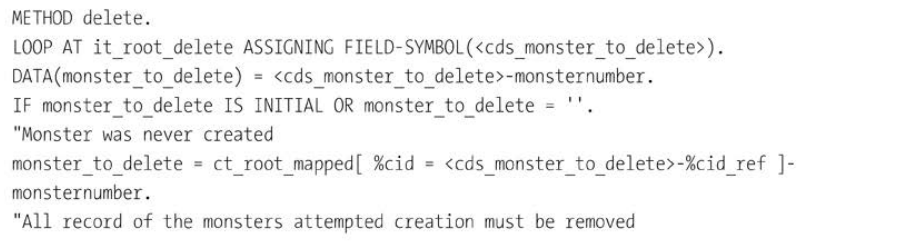 METHOD delete.
LOOP AT it_root_delete ASSIGNING FIELD-SYMBOL(<cds_monster_to_delete>).
DATA(monster_to_delete) = <cds_monster_to_delete>-monsternumber.
IF monster_to_delete IS INITIAL OR monster_to_delete = ''.
"Monster was never created
monster_to_delete = ct_root_mapped[ %cid = <cds_monster_to_delete>-%cid_ref ]-
monsternumber.
"All record of the monsters attempted creation must be removed